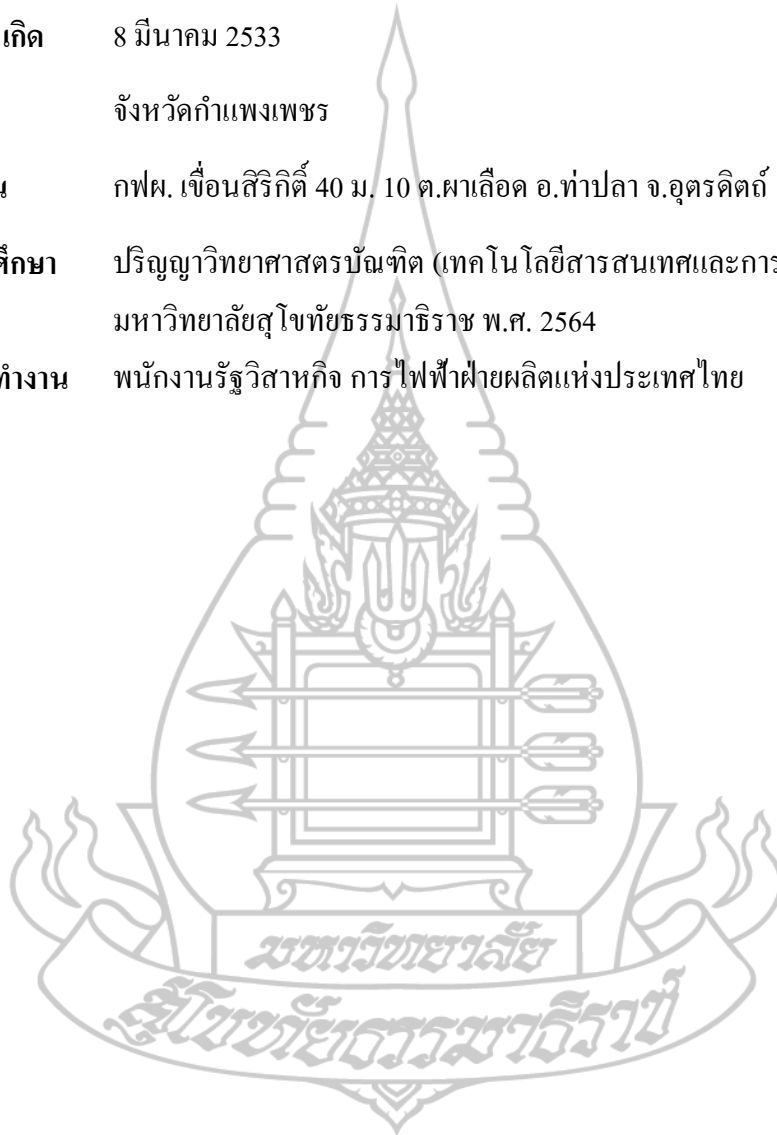 เกิด 8 มีนาคม 2533
จังหวัดกำแพงเพชร
กฟผ. เขื่อนสิริกิติ์ 40 ม. 10 ต.ผาเลือด อ.ท่าปลา จ.อุตรดิตถ์
ศึกษา ปริญญาวิทยาศาสตรบัณฑิต (เทคโนโลยีสารสนเทศและการ
มหาวิทยาลัยสุโขทัยธรรมาธิราช พ.ศ. 2564
ทำงาน พนักงานรัฐวิสาหกิจ การไฟฟ้าฝ่ายผลิตแห่งประเทศไทย
มหาวิทยาลัย
สุโขทัยธรรมาธิราช